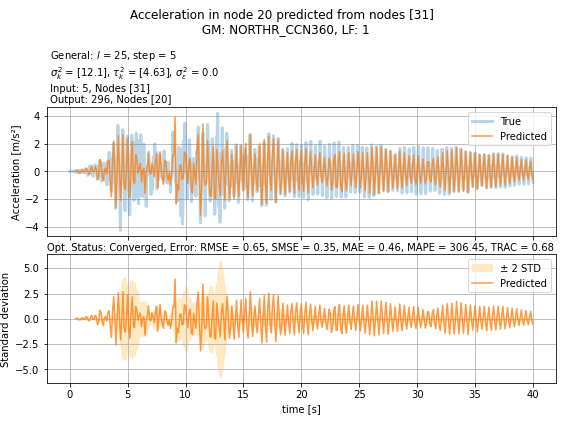 Acceleration in node 20 predicted from nodes [31]
GM: NORTHR_CCN360, LF: 1
General: l = 25, step = 5
σ²ₖ = [12.1], τ²ₖ = [4.63], σ²ε = 0.0
Input: 5, Nodes [31]
Output: 296, Nodes [20]
Acceleration [m/s²]
4
2
0
−2
−4
True
Predicted
Opt. Status: Converged, Error: RMSE = 0.65, SMSE = 0.35, MAE = 0.46, MAPE = 306.45, TRAC = 0.68
Standard deviation
5.0
2.5
0.0
−2.5
−5.0
± 2 STD
Predicted
0 5 10 15 20 25 30 35 40
time [s]